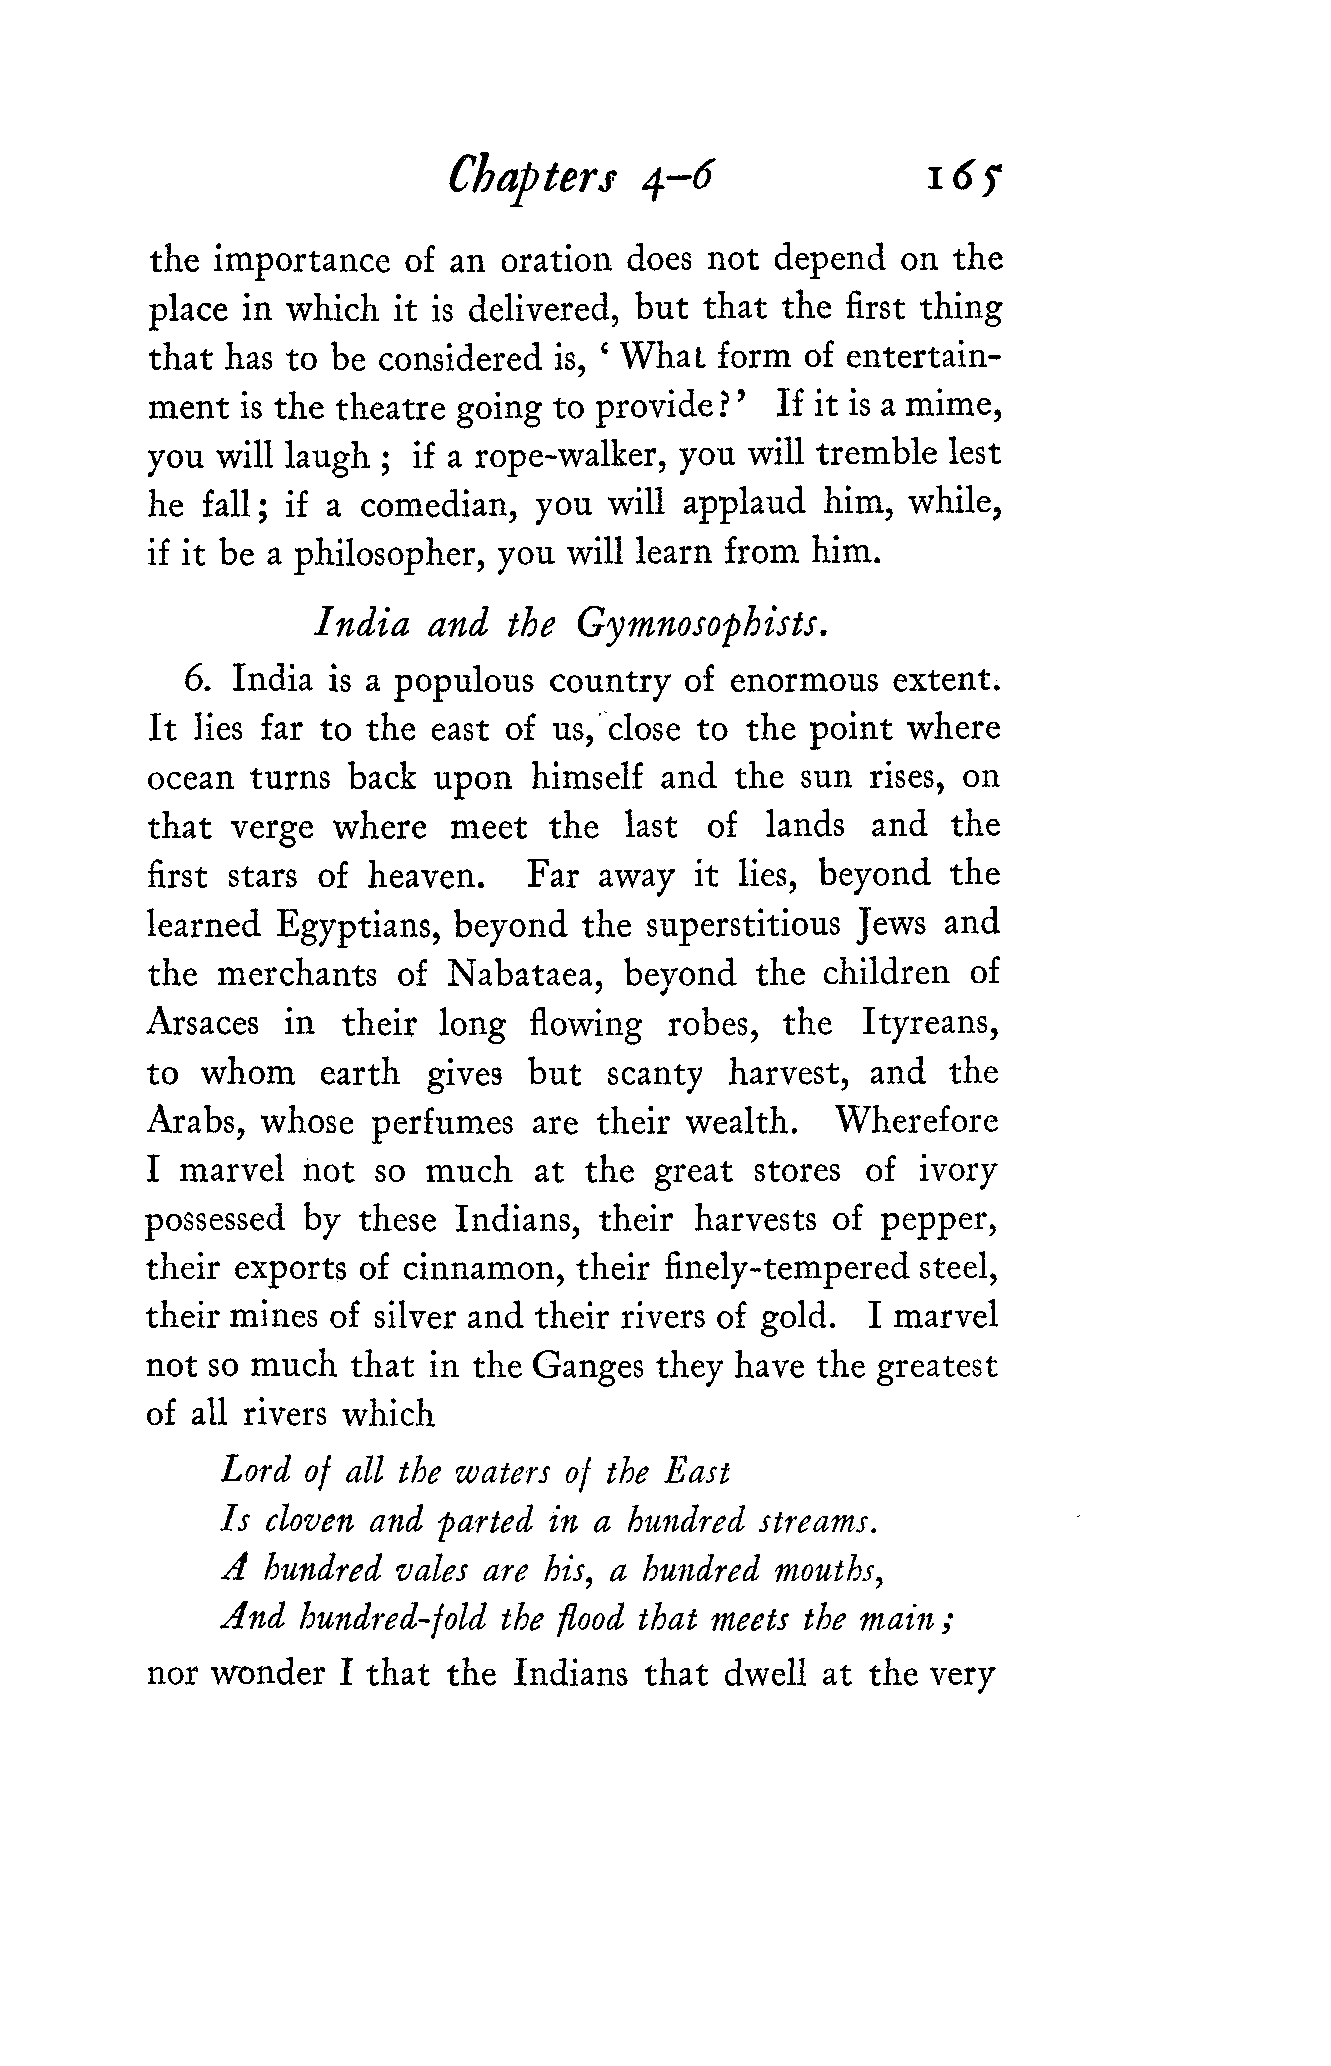 Chapters 4–6 165
the importance of an oration does not depend on the
place in which it is delivered, but that the first thing
that has to be considered is, ‘ What form of entertain-
ment is the theatre going to provide?’ If it is a mime,
you will laugh ; if a rope-walker, you will tremble lest
he fall; if a comedian, you will applaud him, while,
if it be a philosopher, you will learn from him.
India and the Gymnosophists.
6. India is a populous country of enormous extent.
It lies far to the east of us, close to the point where
ocean turns back upon himself and the sun rises, on
that verge where meet the last of lands and the
first stars of heaven. Far away it lies, beyond the
learned Egyptians, beyond the superstitious Jews and
the merchants of Nabataea, beyond the children of
Arsaces in their long flowing robes, the Ityreans,
to whom earth gives but scanty harvest, and the
Arabs, whose perfumes are their wealth. Wherefore
I marvel not so much at the great stores of ivory
possessed by these Indians, their harvests of pepper,
their exports of cinnamon, their finely-tempered steel,
their mines of silver and their rivers of gold. I marvel
not so much that in the Ganges they have the greatest
of all rivers which
Lord of all the waters of the East
Is cloven and parted in a hundred streams.
A hundred vales are his, a hundred mouths,
And hundred-fold the flood that meets the main ;
nor wonder I that the Indians that dwell at the very